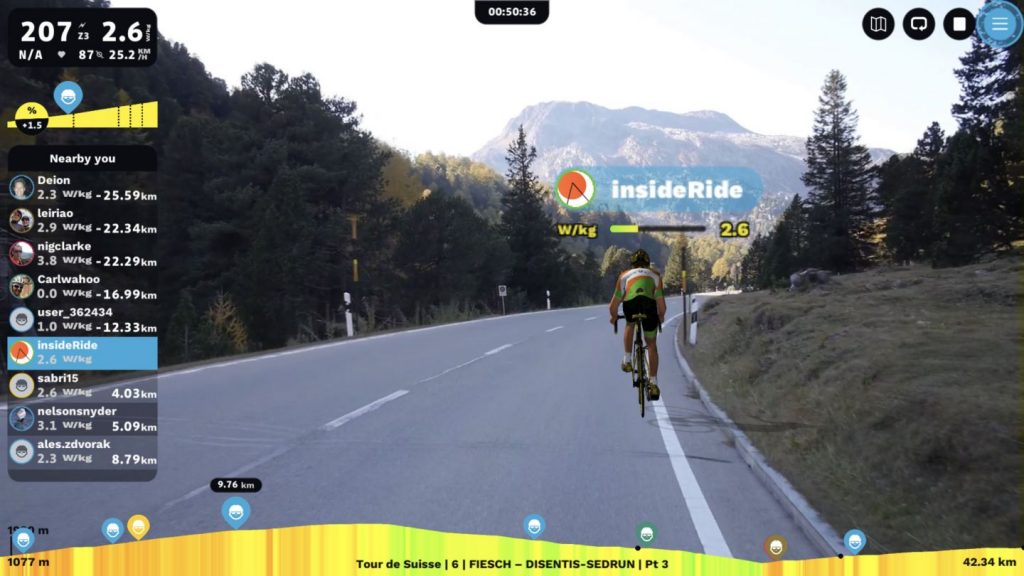 00:50:36
207 Z3 2.6
N/A 87 25.2 KM/H
%
+1.5
Nearby you
Deion
2.3 W/kg -25.59km
leiriao
2.9 W/kg -22.34km
nigclarke
3.8 W/kg -22.29km
Carlwahoo
0.0 W/kg -16.99km
user_362434
1.0 W/kg -12.33km
insideRide
2.6 W/kg
sabri15
2.6 W/kg 4.03km
nelsonsnyder
3.1 W/kg 5.09km
ales.zdvorak
2.3 W/kg 8.79km
insideRide
W/kg 2.6
9.76 km
1077 m
Tour de Suisse | 6 | FIESCH – DISENTIS-SEDRUN | Pt 3
42.34 km